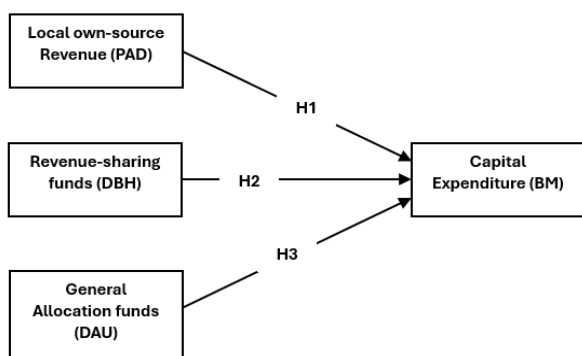 Local own-source
Revenue (PAD)
H1
Revenue-sharing
funds (DBH)
H2
Capital
Expenditure (BM)
H3
General
Allocation funds
(DAU)